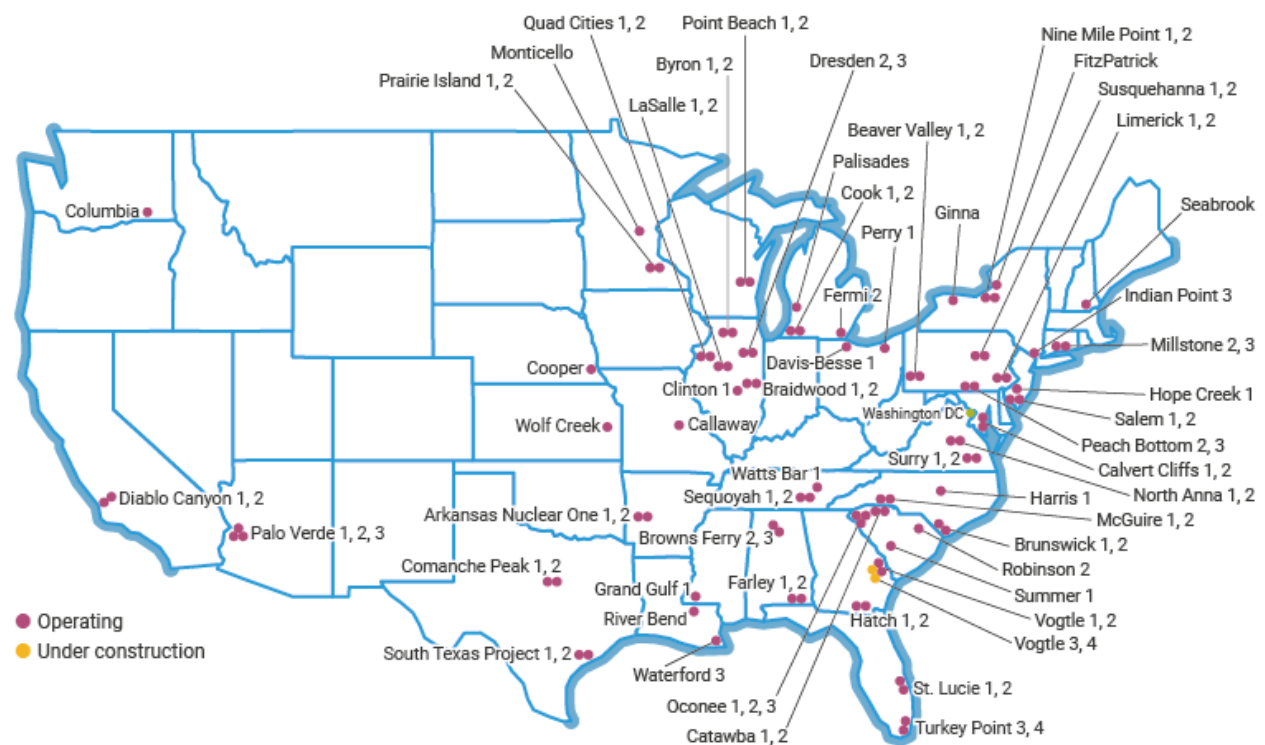 Quad Cities 1, 2
Point Beach 1, 2
Nine Mile Point 1, 2
Monticello
Byron 1, 2
Dresden 2, 3
FitzPatrick
Prairie Island 1, 2
Susquehanna 1, 2
LaSalle 1, 2
Limerick 1, 2
Beaver Valley 1, 2
Palisades
Cook 1, 2
Seabrook
Columbia
Ginna
Perry 1
Fermi 2
Indian Point 3
Millstone 2, 3
Davis-Besse 1
Cooper
Clinton 1
Braidwood 1, 2
Hope Creek 1
Washington DC
Salem 1, 2
Wolf Creek
Callaway
Peach Bottom 2, 3
Surry 1, 2
Calvert Cliffs 1, 2
Watts Bar 1
North Anna 1, 2
Diablo Canyon 1, 2
Sequoyah 1, 2
Harris 1
Arkansas Nuclear One 1, 2
McGuire 1, 2
Palo Verde 1, 2, 3
Browns Ferry 2, 3
Brunswick 1, 2
Comanche Peak 1, 2
Robinson 2
Grand Gulf 1
Farley 1, 2
Summer 1
River Bend
Hatch 1, 2
Vogtle 1, 2
Operating
Vogtle 3, 4
Under construction
South Texas Project 1, 2
Waterford 3
St. Lucie 1, 2
Oconee 1, 2, 3
Turkey Point 3, 4
Catawba 1, 2